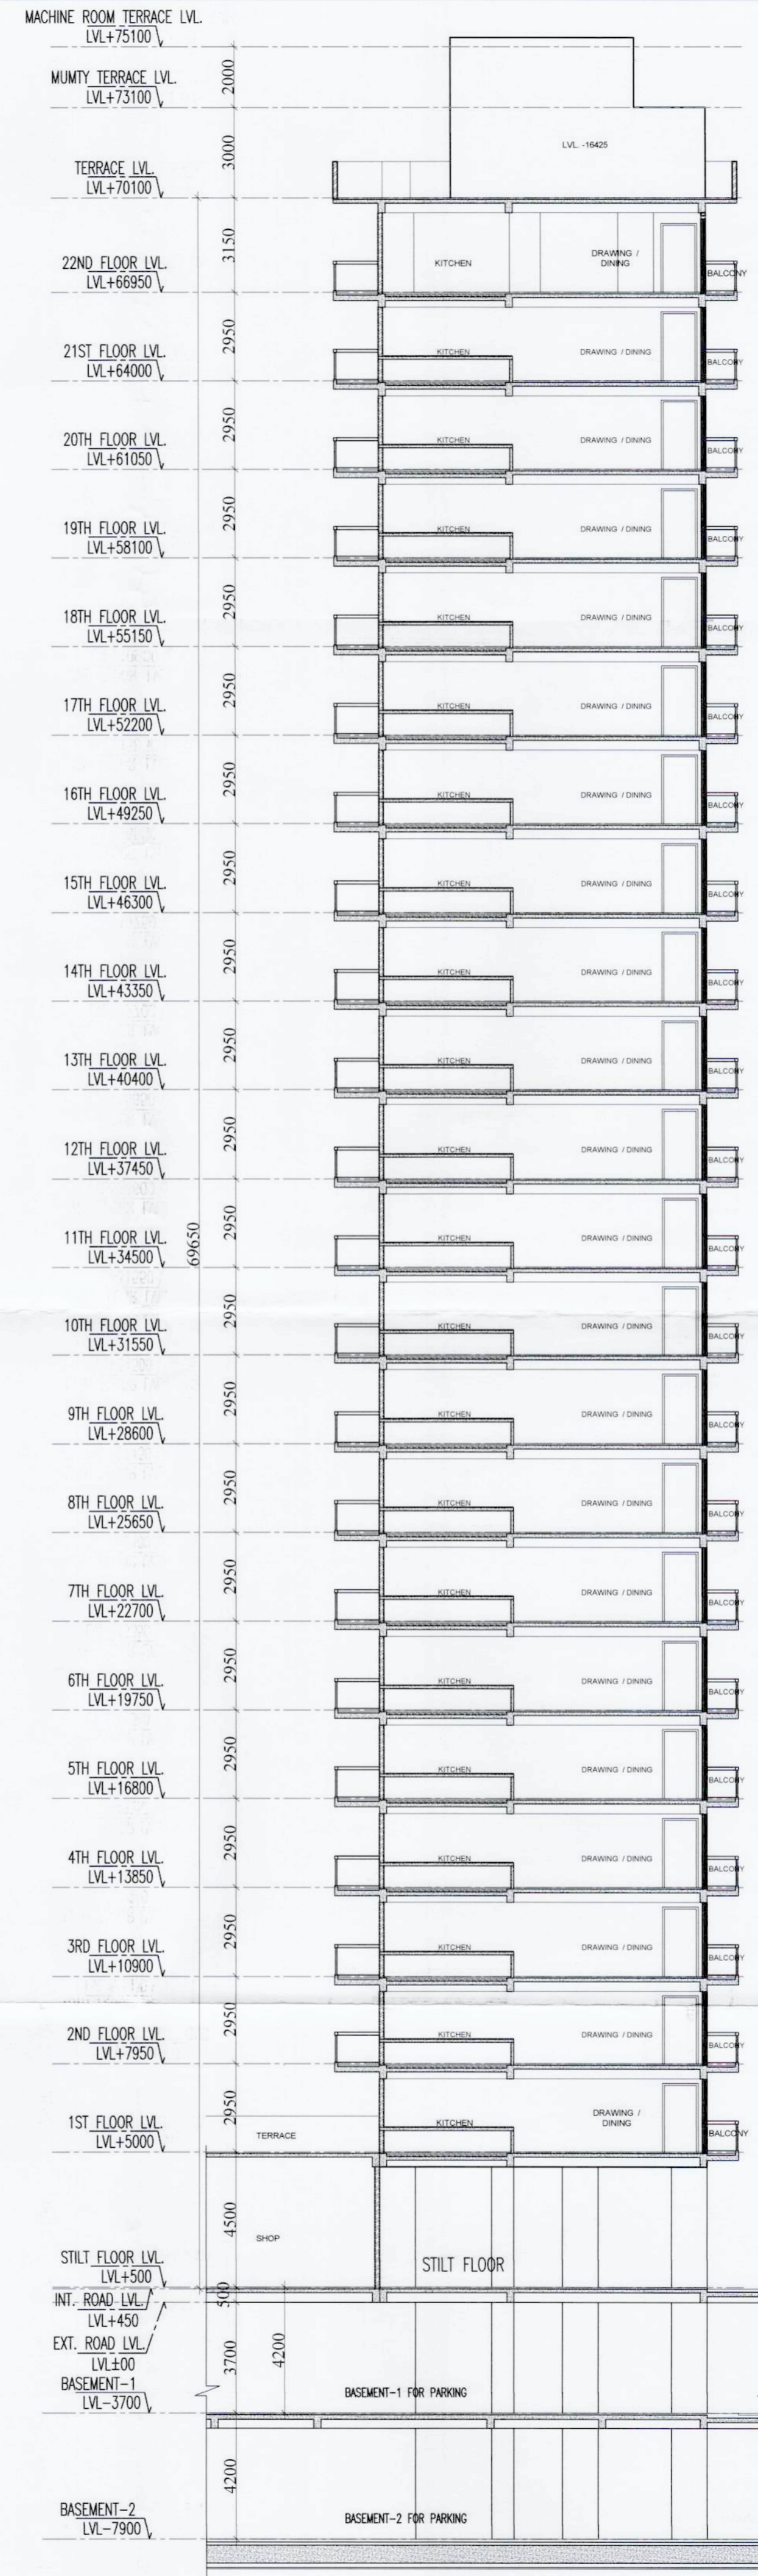 MACHINE ROOM TERRACE LVL.
LVL+75100
2000
MUMTY TERRACE LVL.
LVL+73100
LVL. -16425
3000
TERRACE LVL.
LVL+70100
3150
22ND FLOOR LVL.
LVL+66950
KITCHEN
DRAWING /
DINING
BALCONY
2950
21ST FLOOR LVL.
LVL+64000
KITCHEN
DRAWING / DINING
BALCONY
2950
20TH FLOOR LVL.
LVL+61050
KITCHEN
DRAWING / DINING
BALCONY
2950
19TH FLOOR LVL.
LVL+58100
KITCHEN
DRAWING / DINING
BALCONY
2950
18TH FLOOR LVL.
LVL+55150
KITCHEN
DRAWING / DINING
BALCONY
2950
17TH FLOOR LVL.
LVL+52200
KITCHEN
DRAWING / DINING
BALCONY
2950
16TH FLOOR LVL.
LVL+49250
KITCHEN
DRAWING / DINING
BALCONY
2950
15TH FLOOR LVL.
LVL+46300
KITCHEN
DRAWING / DINING
BALCONY
2950
14TH FLOOR LVL.
LVL+43350
KITCHEN
DRAWING / DINING
BALCONY
2950
13TH FLOOR LVL.
LVL+40400
KITCHEN
DRAWING / DINING
BALCONY
2950
12TH FLOOR LVL.
LVL+37450
KITCHEN
DRAWING / DINING
BALCONY
69650
2950
11TH FLOOR LVL.
LVL+34500
KITCHEN
DRAWING / DINING
BALCONY
2950
10TH FLOOR LVL.
LVL+31550
KITCHEN
DRAWING / DINING
BALCONY
2950
9TH FLOOR LVL.
LVL+28600
KITCHEN
DRAWING / DINING
BALCONY
2950
8TH FLOOR LVL.
LVL+25650
KITCHEN
DRAWING / DINING
BALCONY
2950
7TH FLOOR LVL.
LVL+22700
KITCHEN
DRAWING / DINING
BALCONY
2950
6TH FLOOR LVL.
LVL+19750
KITCHEN
DRAWING / DINING
BALCONY
2950
5TH FLOOR LVL.
LVL+16800
KITCHEN
DRAWING / DINING
BALCONY
2950
4TH FLOOR LVL.
LVL+13850
KITCHEN
DRAWING / DINING
BALCONY
2950
3RD FLOOR LVL.
LVL+10900
KITCHEN
DRAWING / DINING
BALCONY
2950
2ND FLOOR LVL.
LVL+7950
KITCHEN
DRAWING / DINING
BALCONY
2950
1ST FLOOR LVL.
LVL+5000
TERRACE
KITCHEN
DRAWING /
DINING
BALCONY
4500
SHOP
STILT FLOOR
STILT FLOOR LVL.
LVL+500
500
INT. ROAD LVL.
LVL+450
EXT. ROAD LVL.
LVL±00
3700
4200
BASEMENT-1
LVL-3700
BASEMENT-1 FOR PARKING
4200
BASEMENT-2
LVL-7900
BASEMENT-2 FOR PARKING